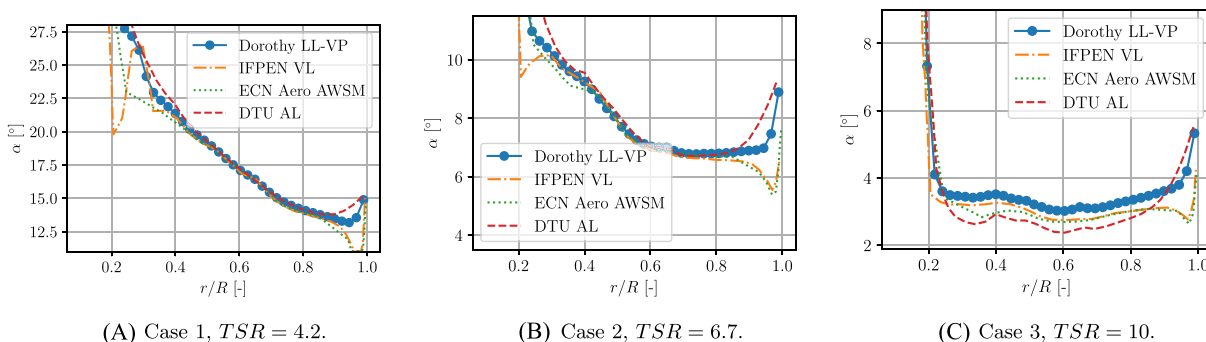 27.5
25.0
22.5
20.0
17.5
15.0
12.5
α [°]
Dorothy LL-VP
IFPEN VL
ECN Aero AWSM
DTU AL
0.2 0.4 0.6 0.8 1.0
r/R [-]
(A) Case 1, TSR = 4.2.
10
8
6
4
α [°]
Dorothy LL-VP
IFPEN VL
ECN Aero AWSM
DTU AL
0.2 0.4 0.6 0.8 1.0
r/R [-]
(B) Case 2, TSR = 6.7.
8
6
4
2
α [°]
Dorothy LL-VP
IFPEN VL
ECN Aero AWSM
DTU AL
0.2 0.4 0.6 0.8 1.0
r/R [-]
(C) Case 3, TSR = 10.